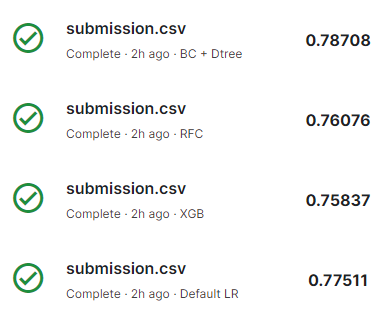 submission.csv
Complete · 2h ago · BC + Dtree
0.78708
submission.csv
Complete · 2h ago · RFC
0.76076
submission.csv
Complete · 2h ago · XGB
0.75837
submission.csv
Complete · 2h ago · Default LR
0.77511